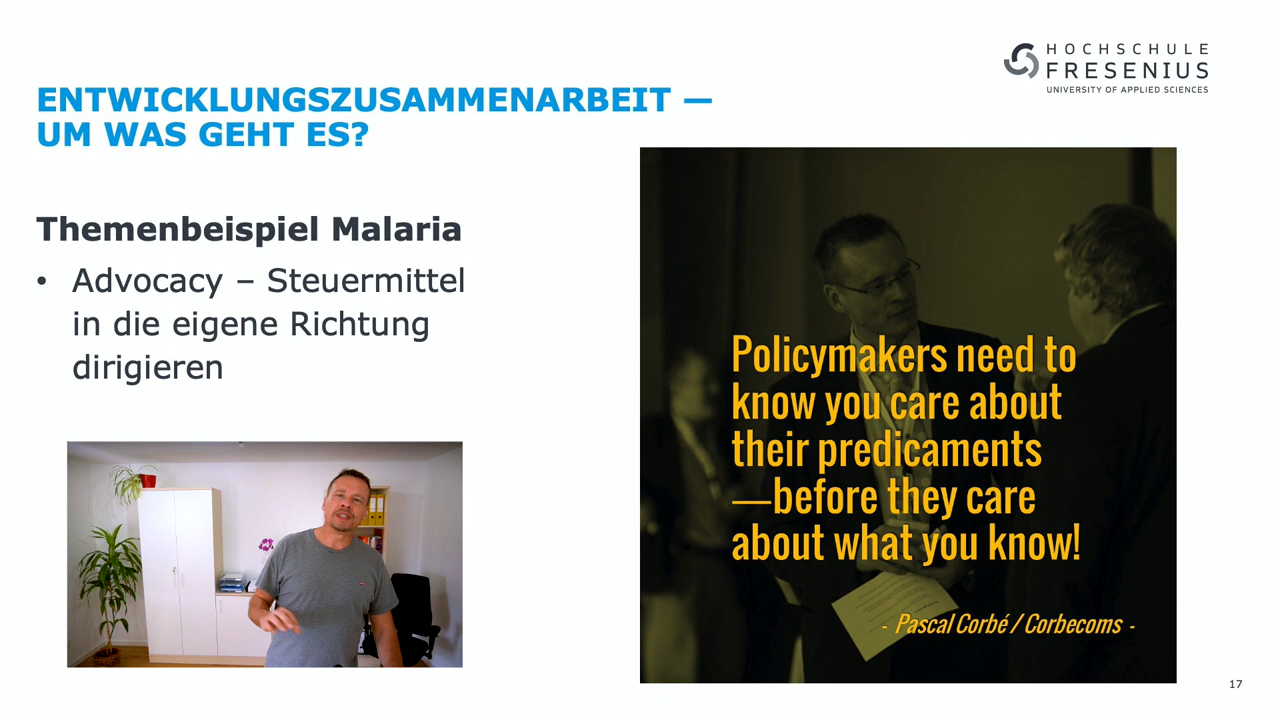 HOCHSCHULE
FRESENIUS
UNIVERSITY OF APPLIED SCIENCES
ENTWICKLUNGSZUSAMMENARBEIT —
UM WAS GEHT ES?
Themenbeispiel Malaria
• Advocacy – Steuermittel
in die eigene Richtung
dirigieren
Policymakers need to
know you care about
their predicaments
—before they care
about what you know!
- Pascal Corbé / Corbecoms -
17